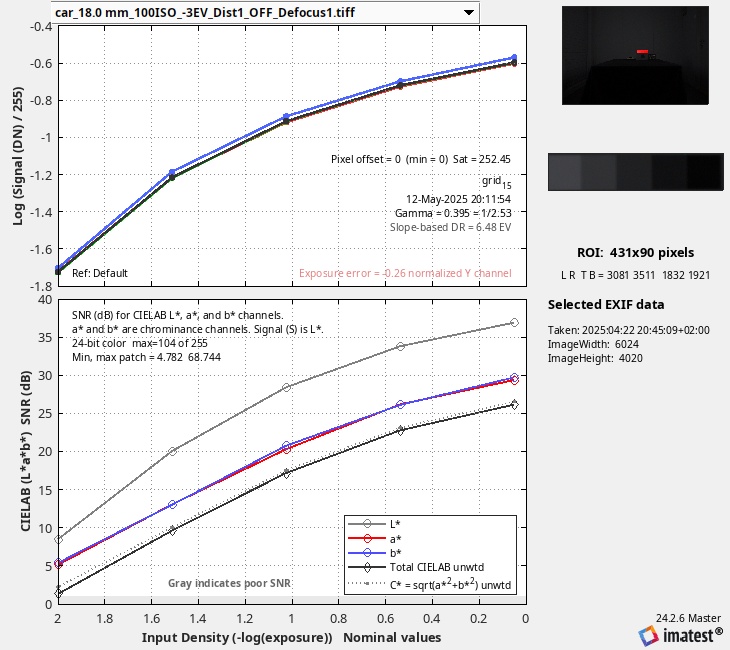 car_18.0 mm_100ISO_-3EV_Dist1_OFF_Defocus1.tiff
-0.4
-0.6
-0.8
-1
-1.2
-1.4
-1.6
-1.8
Log (Signal (DN) / 255)
Pixel offset = 0 (min = 0) Sat = 252.45
grid15
12-May-2025 20:11:54
Gamma = 0.395 = 1/2.53
Slope-based DR = 6.48 EV
Ref: Default
Exposure error = -0.26 normalized Y channel
ROI: 431x90 pixels
L R T B = 3081 3511 1832 1921
Selected EXIF data
Taken: 2025:04:22 20:45:09+02:00
ImageWidth: 6024
ImageHeight: 4020
40
35
30
25
20
15
10
5
0
CIELAB (L*a*b*) SNR (dB)
SNR (dB) for CIELAB L*, a*, and b* channels.
a* and b* are chrominance channels. Signal (S) is L*.
24-bit color max=104 of 255
Min, max patch = 4.782 68.744
L*
a*
b*
Total CIELAB unwtd
C* = sqrt(a*2+b*2) unwtd
Gray indicates poor SNR
2 1.8 1.6 1.4 1.2 1 0.8 0.6 0.4 0.2 0
Input Density (-log(exposure)) Nominal values
24.2.6 Master
imatest®